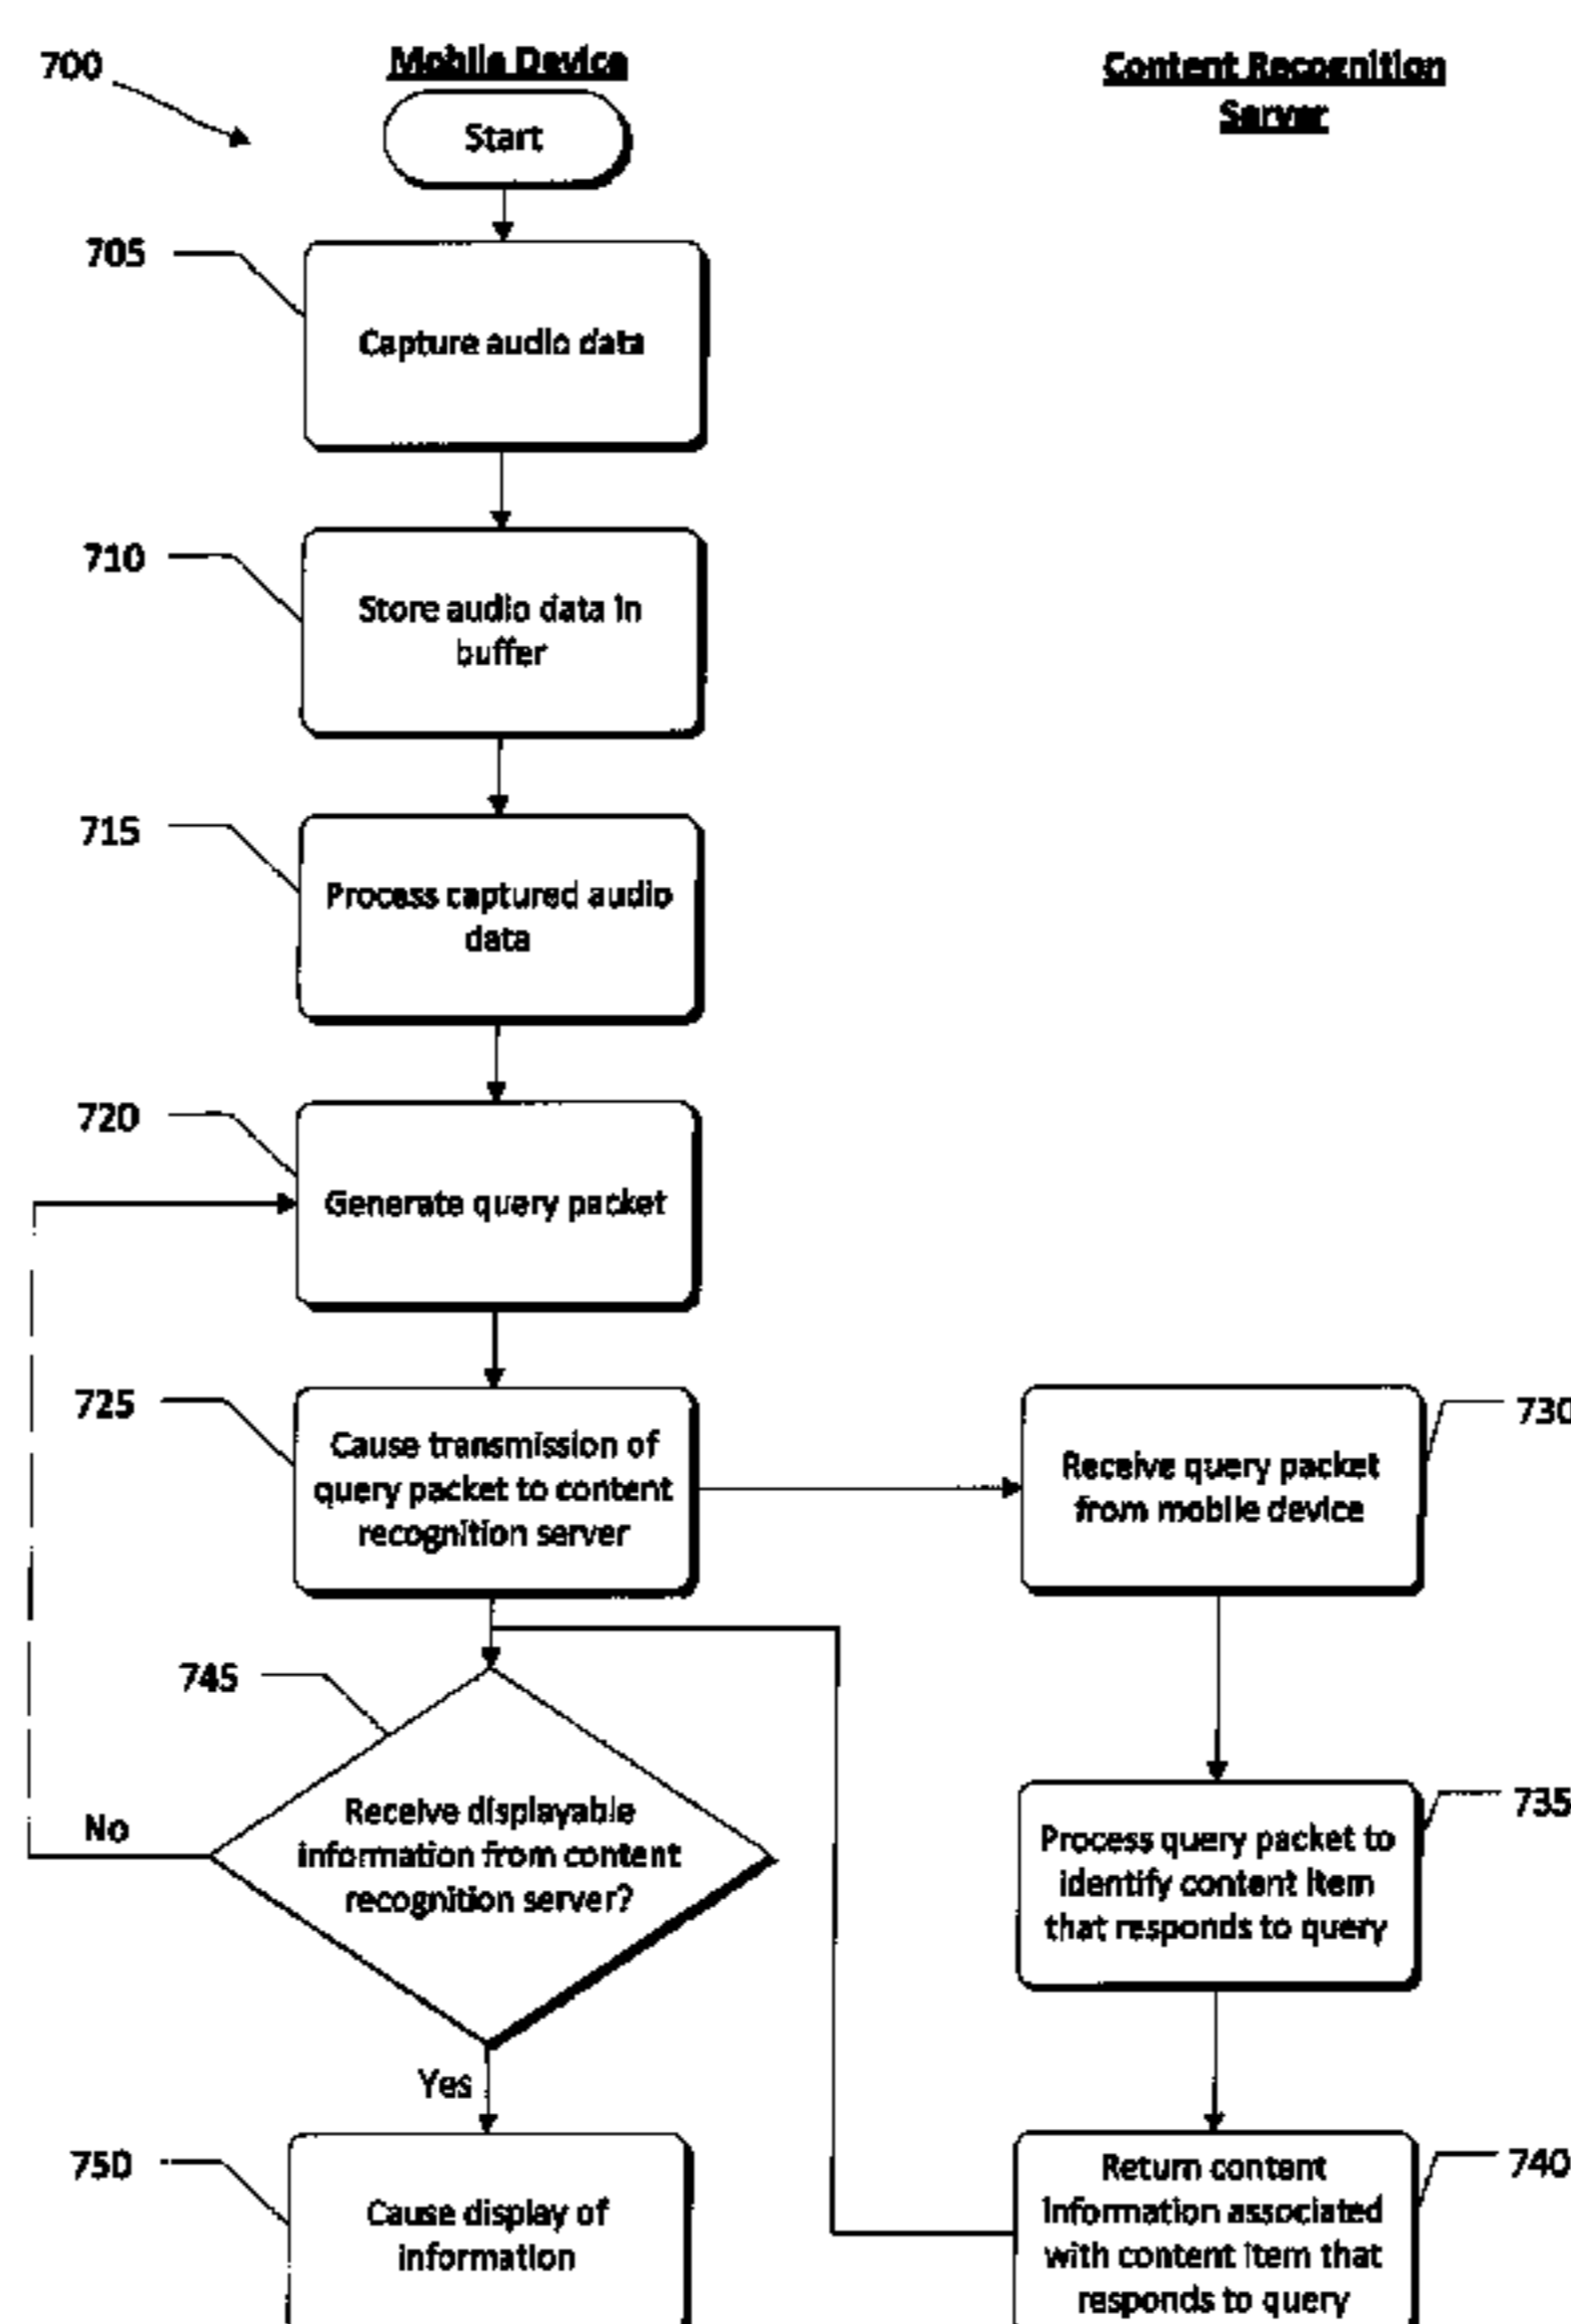 700
Mobile Device
Content Recognition
Server
Start
705
Capture audio data
710
Store audio data in
buffer
715
Process captured audio
data
720
Generate query packet
725
Cause transmission of
query packet to content
recognition server
730
Receive query packet
from mobile device
745
Receive displayable
information from content
recognition server?
No
Yes
735
Process query packet to
identify content item
that responds to query
750
Cause display of
information
740
Return content
information associated
with content item that
responds to query